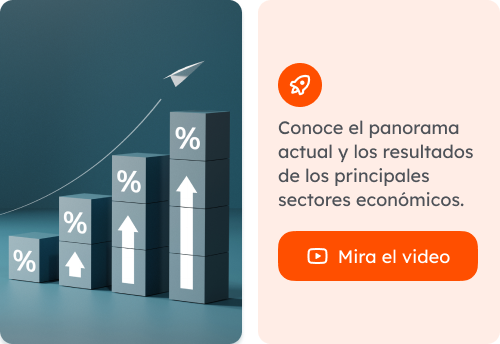 %
%
%
%
Conoce el panorama
actual y los resultados
de los principales
sectores económicos.
Mira el video